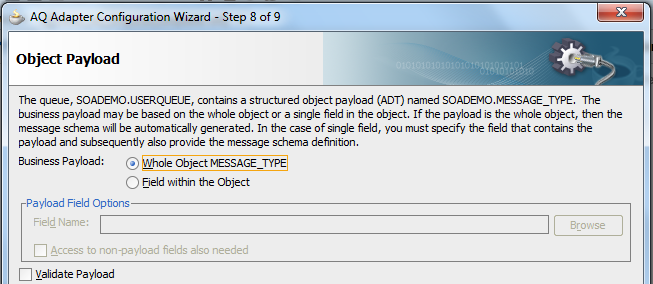 AQ Adapter Configuration Wizard - Step 8 of 9
Object Payload
The queue, SOADEMO.USERQUEUE, contains a structured object payload (ADT) named SOADEMO.MESSAGE_TYPE. The
business payload may be based on the whole object or a single field in the object. If the payload is the whole object, then the
message schema will be automatically generated. In the case of single field, you must specify the field that contains the
payload and subsequently also provide the message schema definition.
Business Payload:
Whole Object MESSAGE_TYPE
Field within the Object
Payload Field Options
Field Name:
Browse
Access to non-payload fields also needed
Validate Payload